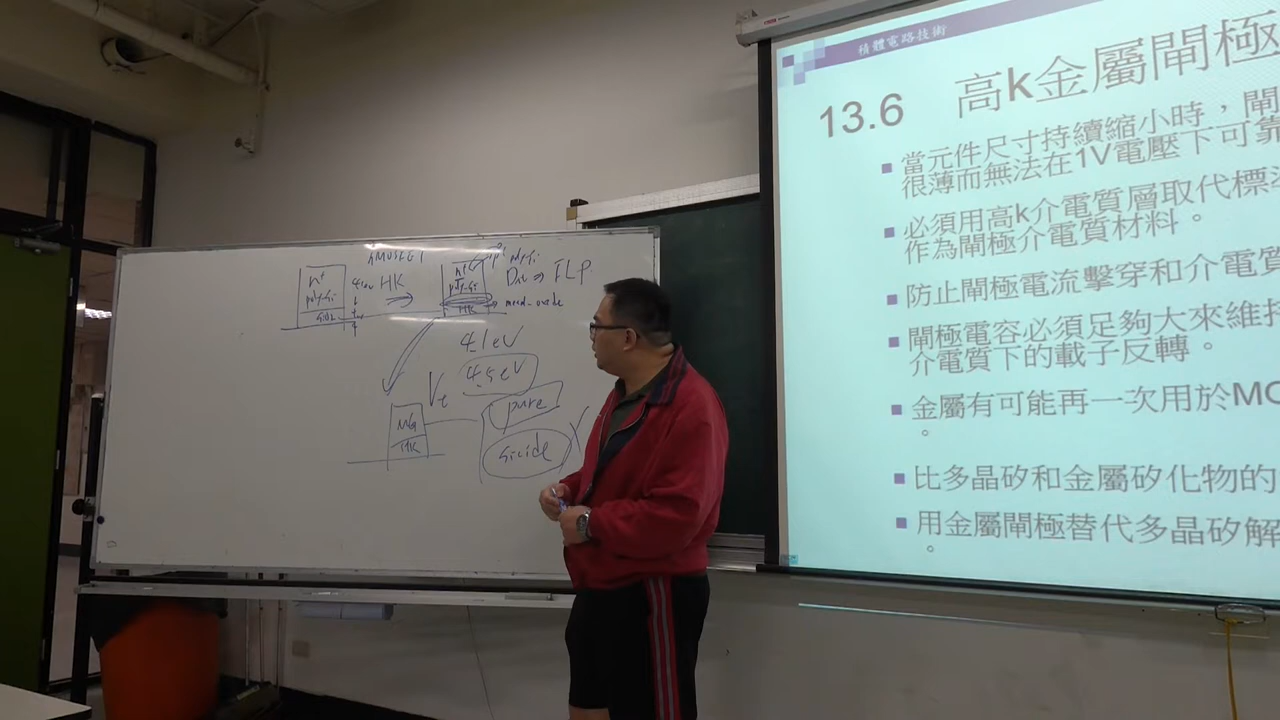 積體電路技術
13.6 高k金屬閘極
當元件尺寸持續縮小時，閘
很薄而無法在1V電壓下可靠
必須用高k介電質層取代標準
作為閘極介電質材料。
防止閘極電流擊穿和介電質
閘極電容必須足夠大來維持
介電質下的載子反轉。
金屬有可能再一次用於MO
。
比多晶矽和金屬矽化物的
用金屬閘極替代多晶矽解
。
n+
poly-Si
HK
⇒
n+
poly-Si
HK
FLP
4.1eV
4.5eV
Vt
pure
MG
HK